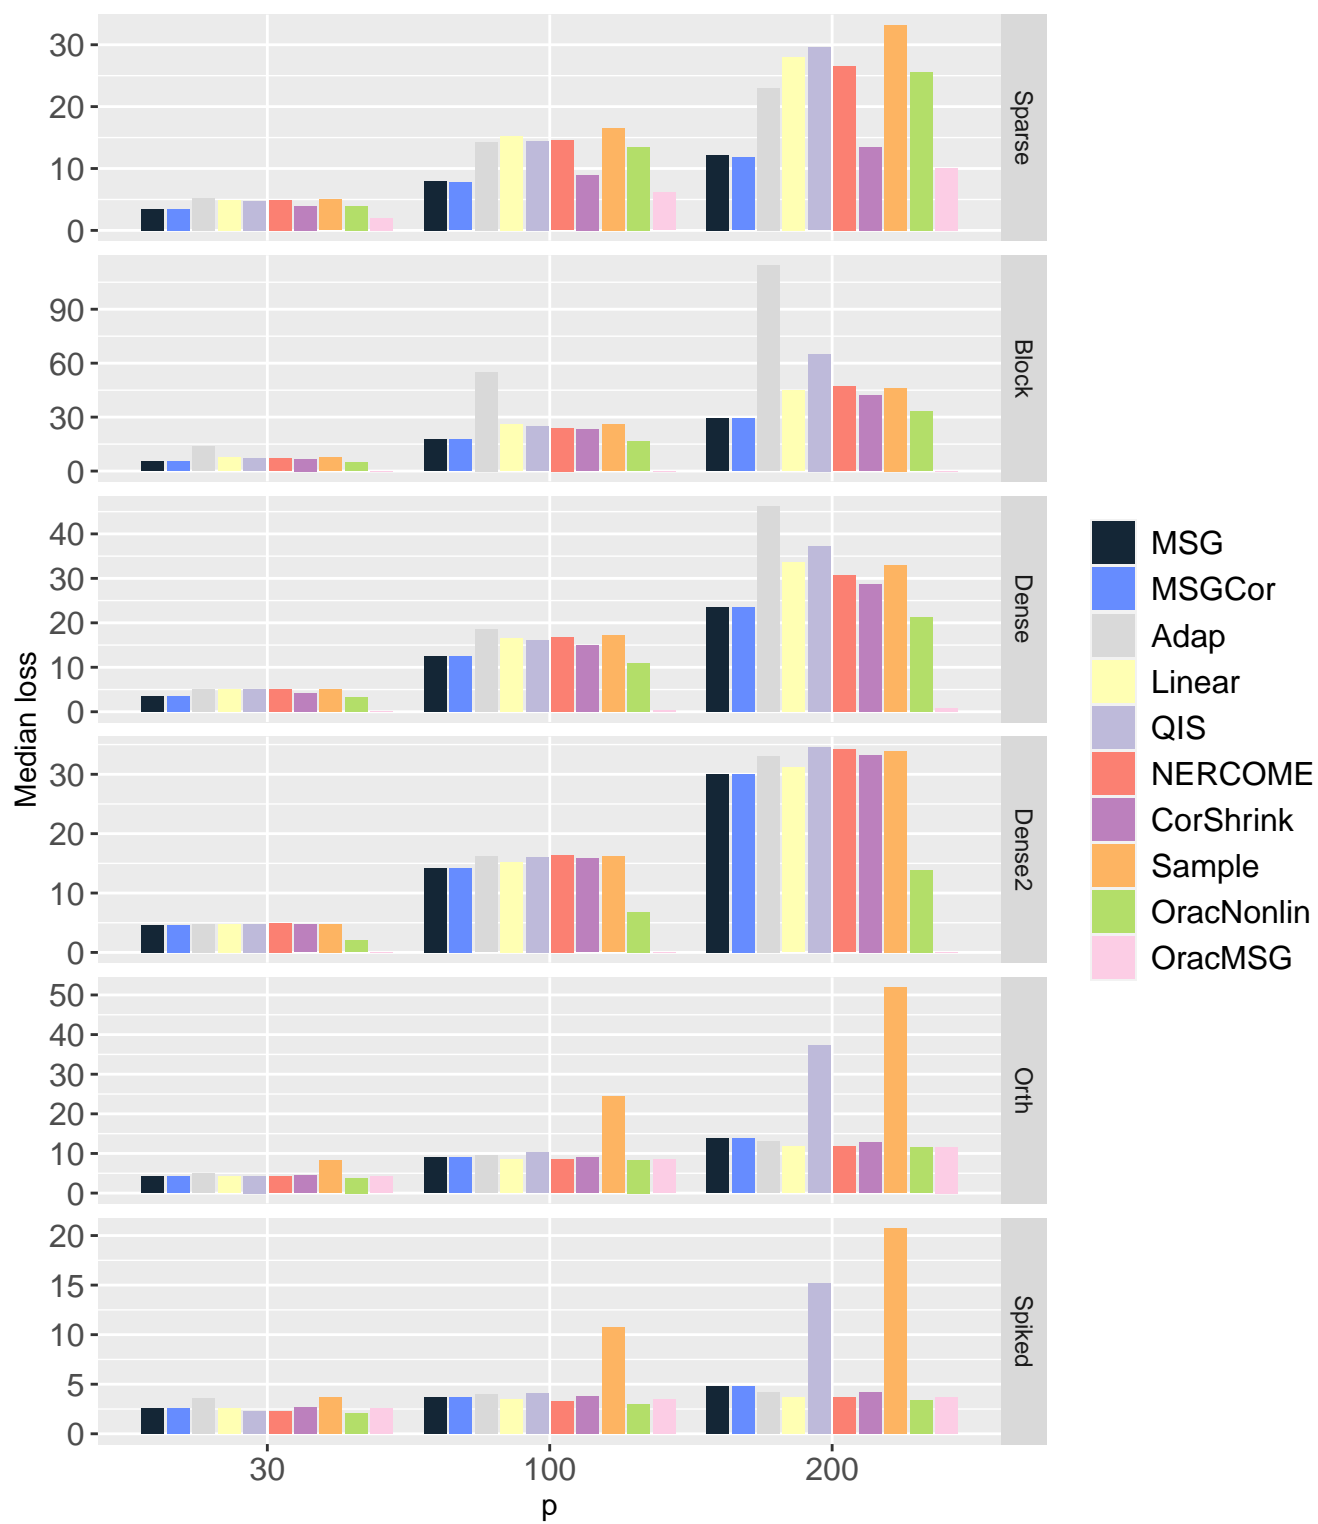 30
20
10
0
Sparse
90
60
30
0
Block
40
30
20
10
0
Dense
30
20
10
0
Dense2
50
40
30
20
10
0
Orth
20
15
10
5
0
Spiked
Median loss
30 100 200
p
MSG
MSGCor
Adap
Linear
QIS
NERCOME
CorShrink
Sample
OracNonlin
OracMSG